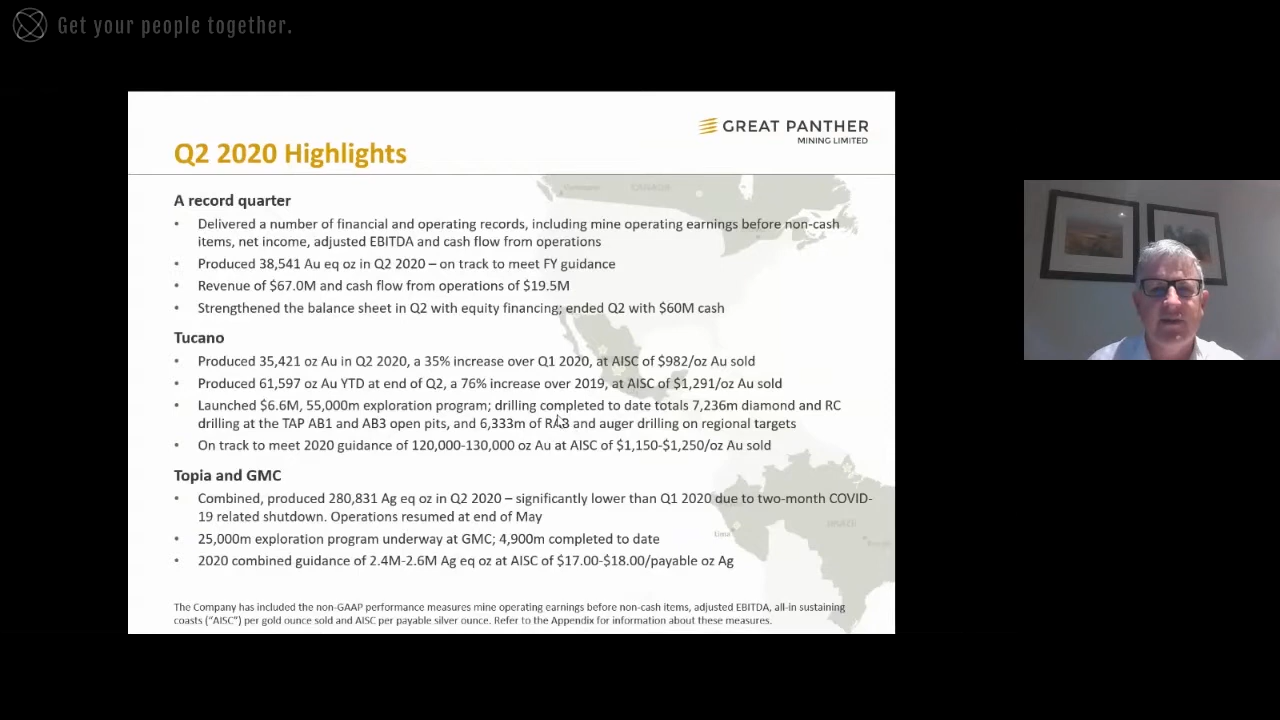 Get your people together.
GREAT PANTHER
MINING LIMITED
Q2 2020 Highlights
A record quarter
• Delivered a number of financial and operating records, including mine operating earnings before non-cash
items, net income, adjusted EBITDA and cash flow from operations
• Produced 38,541 Au eq oz in Q2 2020 – on track to meet FY guidance
• Revenue of $67.0M and cash flow from operations of $19.5M
• Strengthened the balance sheet in Q2 with equity financing; ended Q2 with $60M cash
Tucano
• Produced 35,421 oz Au in Q2 2020, a 35% increase over Q1 2020, at AISC of $982/oz Au sold
• Produced 61,597 oz Au YTD at end of Q2, a 76% increase over 2019, at AISC of $1,291/oz Au sold
• Launched $6.6M, 55,000m exploration program; drilling completed to date totals 7,236m diamond and RC
drilling at the TAP AB1 and AB3 open pits, and 6,333m of RAB and auger drilling on regional targets
• On track to meet 2020 guidance of 120,000-130,000 oz Au at AISC of $1,150-$1,250/oz Au sold
Topia and GMC
• Combined, produced 280,831 Ag eq oz in Q2 2020 – significantly lower than Q1 2020 due to two-month COVID-
19 related shutdown. Operations resumed at end of May
• 25,000m exploration program underway at GMC; 4,900m completed to date
• 2020 combined guidance of 2.4M-2.6M Ag eq oz at AISC of $17.00-$18.00/payable oz Ag
The Company has included the non-GAAP performance measures mine operating earnings before non-cash items, adjusted EBITDA, all-in sustaining
coasts ("AISC") per gold ounce sold and AISC per payable silver ounce. Refer to the Appendix for information about these measures.
CANADA
Lima
BRAZIL